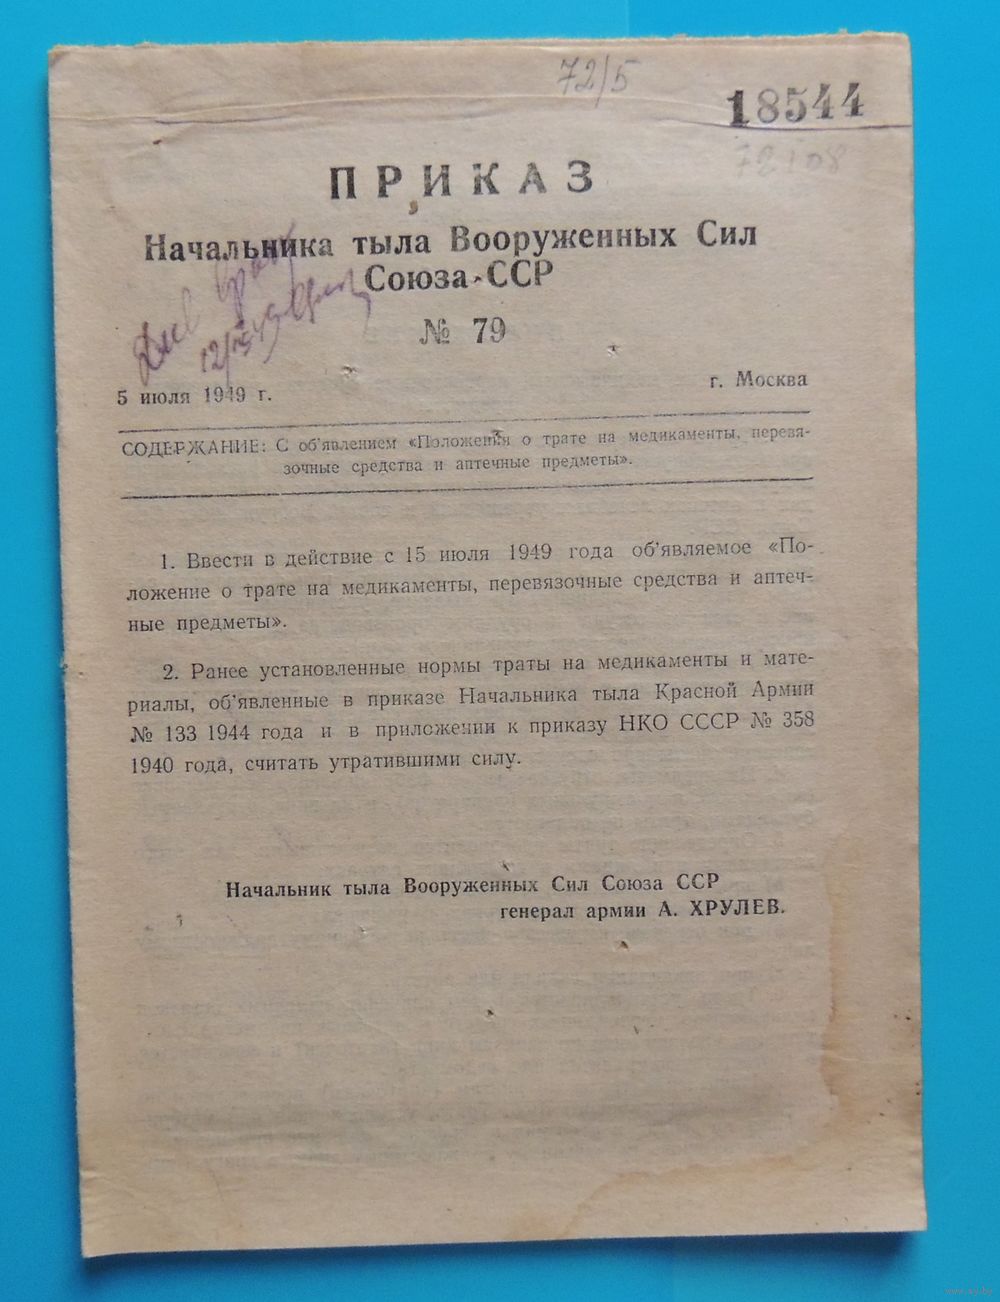 72/5
18544
72108
ПРИКАЗ
Начальника тыла Вооруженных Сил
Союза ССР
№ 79
5 июля 1949 г.
г. Москва
СОДЕРЖАНИЕ: С об'явлением «Положения о трате на медикаменты, перевя-
зочные средства и аптечные предметы».
1. Ввести в действие с 15 июля 1949 года об'являемое «По-
ложение о трате на медикаменты, перевязочные средства и аптеч-
ные предметы».
2. Ранее установленные нормы траты на медикаменты и мате-
риалы, об'явленные в приказе Начальника тыла Красной Армии
№ 133 1944 года и в приложении к приказу НКО СССР № 358
1940 года, считать утратившими силу.
Начальник тыла Вооруженных Сил Союза ССР
генерал армии А. ХРУЛЕВ.